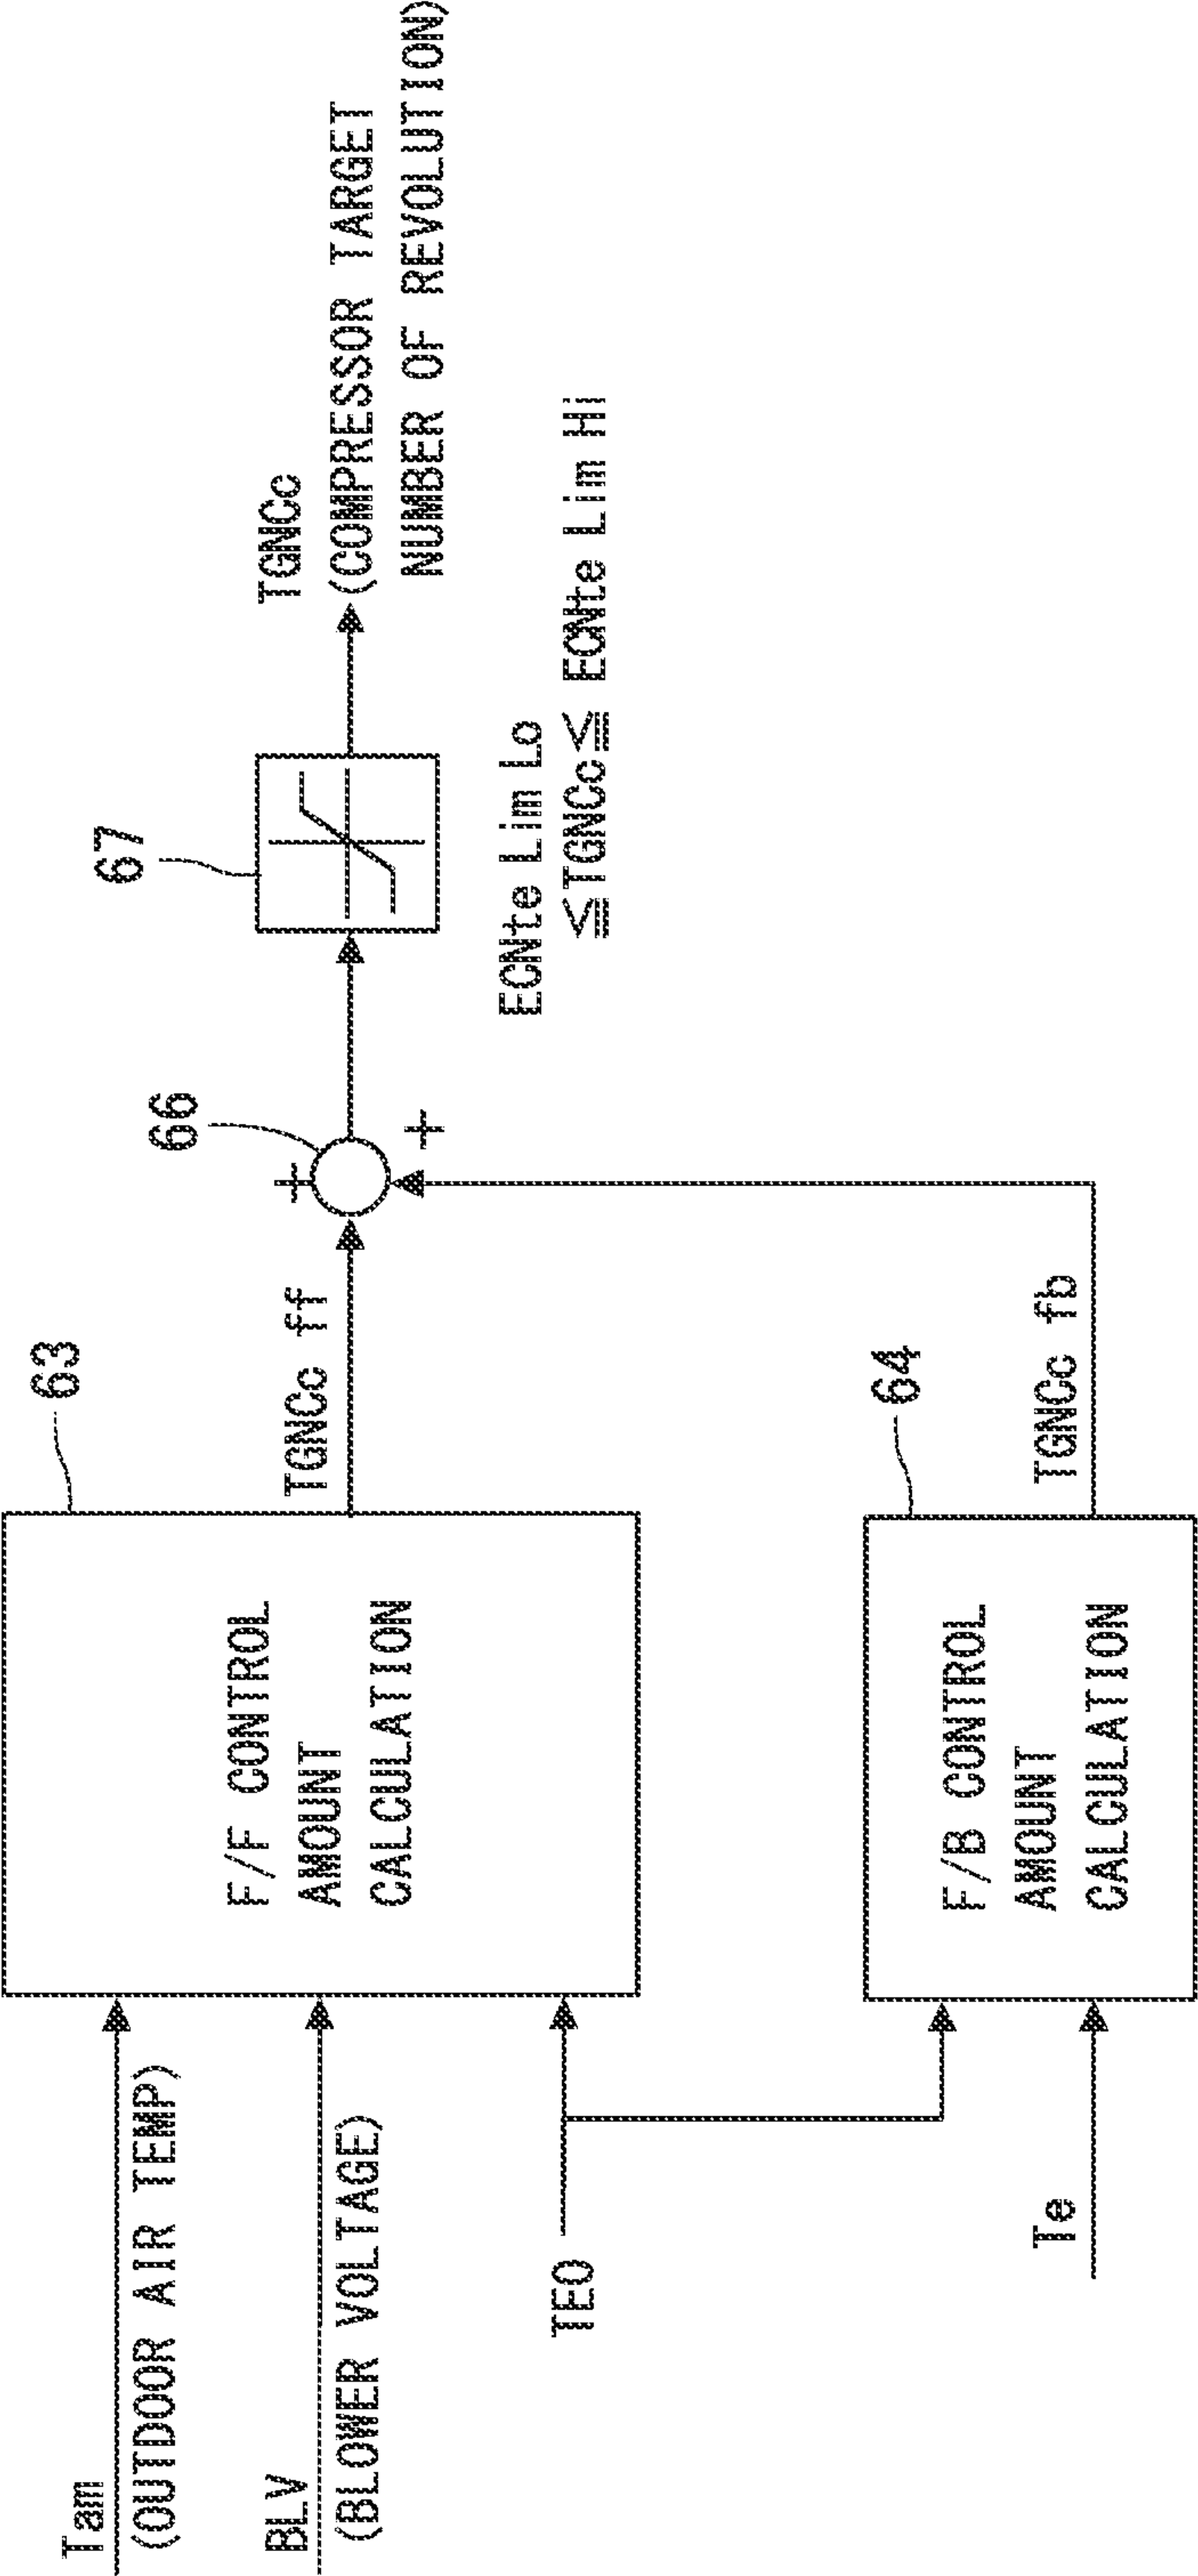 Tam
(OUTDOOR AIR TEMP)
BLV
(BLOWER VOLTAGE)
TEO
Te
63
F/F CONTROL
AMOUNT
CALCULATION
64
F/B CONTROL
AMOUNT
CALCULATION
TGNCc ff
TGNCc fb
66
+
+
67
ECNte Lim Lo
≦TGNCc≦ ECNte Lim Hi
TGNCc
(COMPRESSOR TARGET
NUMBER OF REVOLUTION)